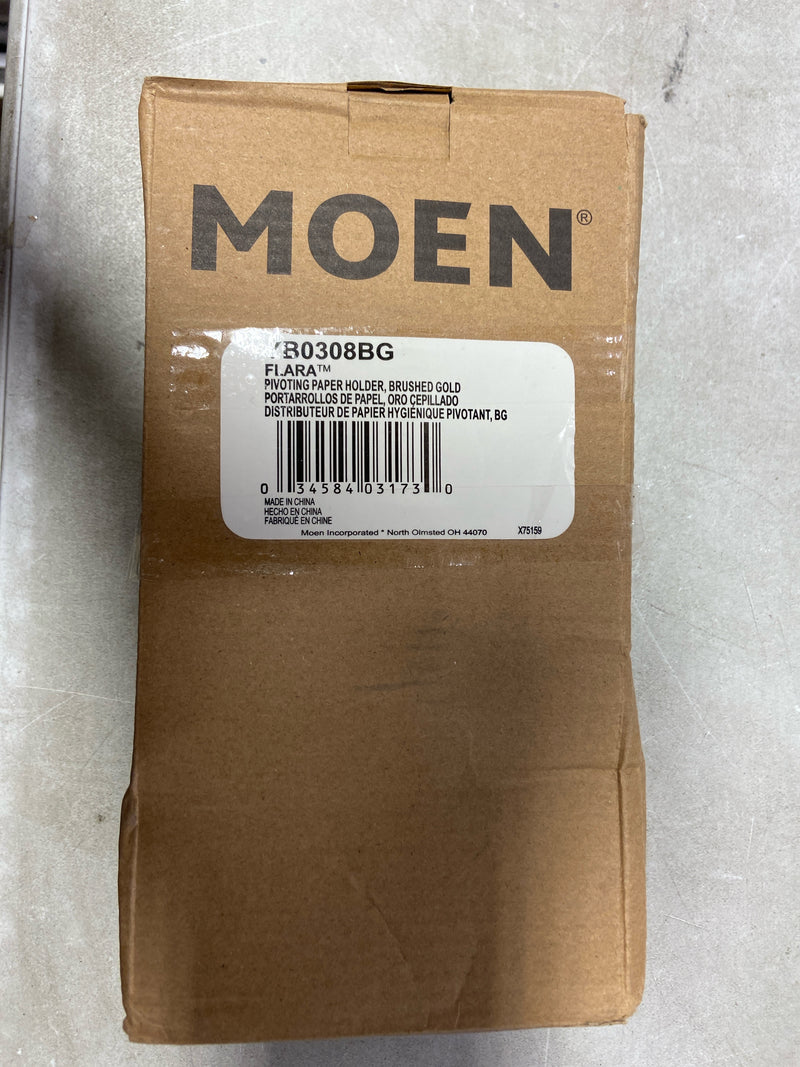 MOEN®
YB0308BG
FLARA™
PIVOTING PAPER HOLDER, BRUSHED GOLD
PORTARROLLOS DE PAPEL, ORO CEPILLADO
DISTRIBUTEUR DE PAPIER HYGIÉNIQUE PIVOTANT, BG
0 34584 03173 0
MADE IN CHINA
HECHO EN CHINA
FABRIQUÉ EN CHINE
Moen Incorporated * North Olmsted OH 44070
X75159